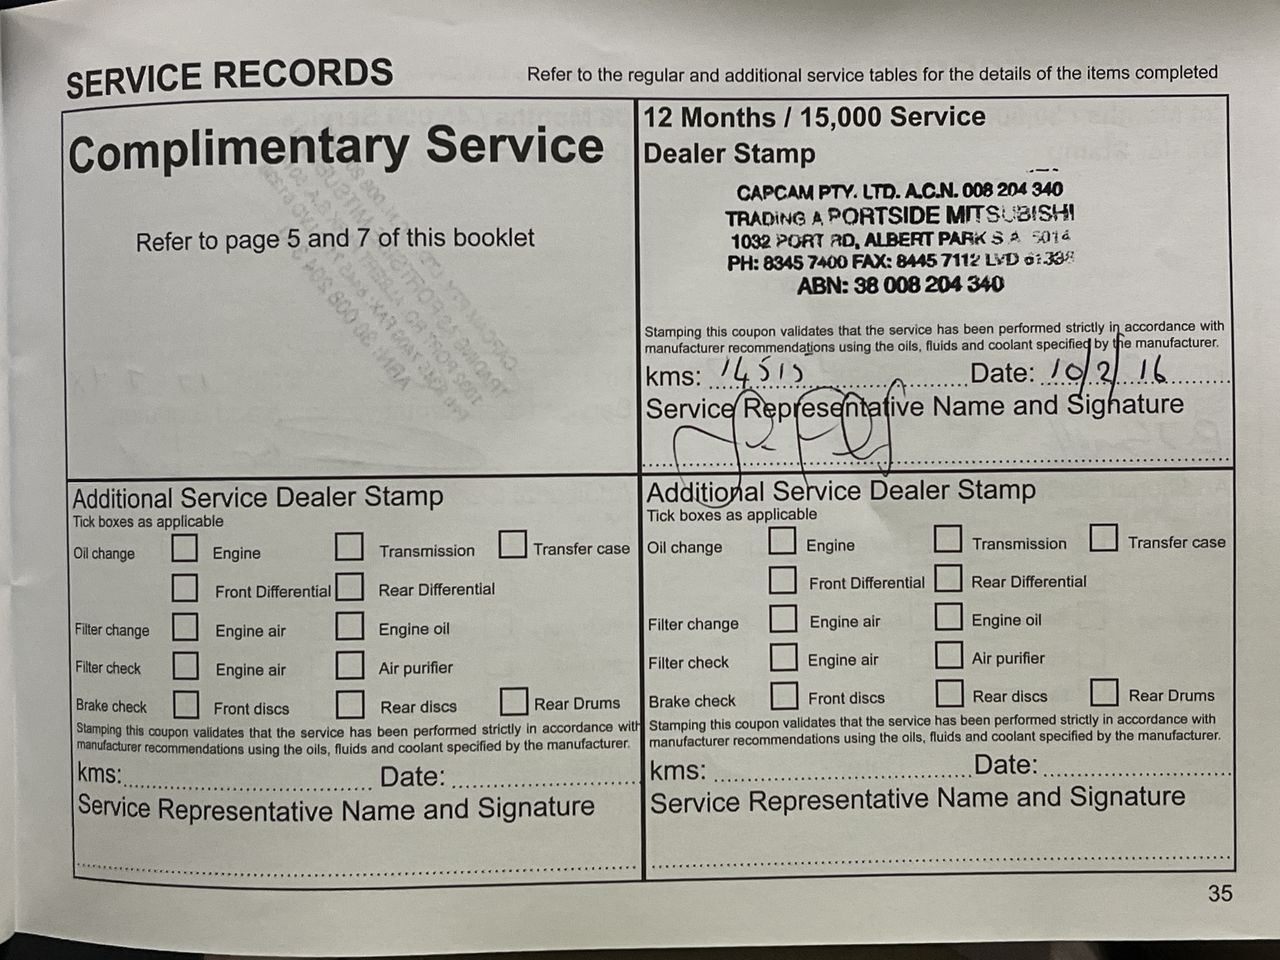 SERVICE RECORDS
Refer to the regular and additional service tables for the details of the items completed
Complimentary Service
Refer to page 5 and 7 of this booklet
12 Months / 15,000 Service
Dealer Stamp
CAPCAM PTY. LTD. A.C.N. 008 204 340
TRADING A PORTSIDE MITSUBISHI
1032 PORT RD, ALBERT PARK S A 5014
PH: 8345 7400 FAX: 8445 7112 LVD
ABN: 38 008 204 340
Stamping this coupon validates that the service has been performed strictly in accordance with
manufacturer recommendations using the oils, fluids and coolant specified by the manufacturer.
kms: 14515 Date: 10/2/16
Service Representative Name and Signature
Additional Service Dealer Stamp
Tick boxes as applicable
Oil change Engine Transmission Transfer case
Front Differential Rear Differential
Filter change Engine air Engine oil
Filter check Engine air Air purifier
Brake check Front discs Rear discs Rear Drums
Stamping this coupon validates that the service has been performed strictly in accordance with
manufacturer recommendations using the oils, fluids and coolant specified by the manufacturer.
kms: Date:
Service Representative Name and Signature
Additional Service Dealer Stamp
Tick boxes as applicable
Oil change Engine Transmission Transfer case
Front Differential Rear Differential
Filter change Engine air Engine oil
Filter check Engine air Air purifier
Brake check Front discs Rear discs Rear Drums
Stamping this coupon validates that the service has been performed strictly in accordance with
manufacturer recommendations using the oils, fluids and coolant specified by the manufacturer.
kms: Date:
Service Representative Name and Signature
35